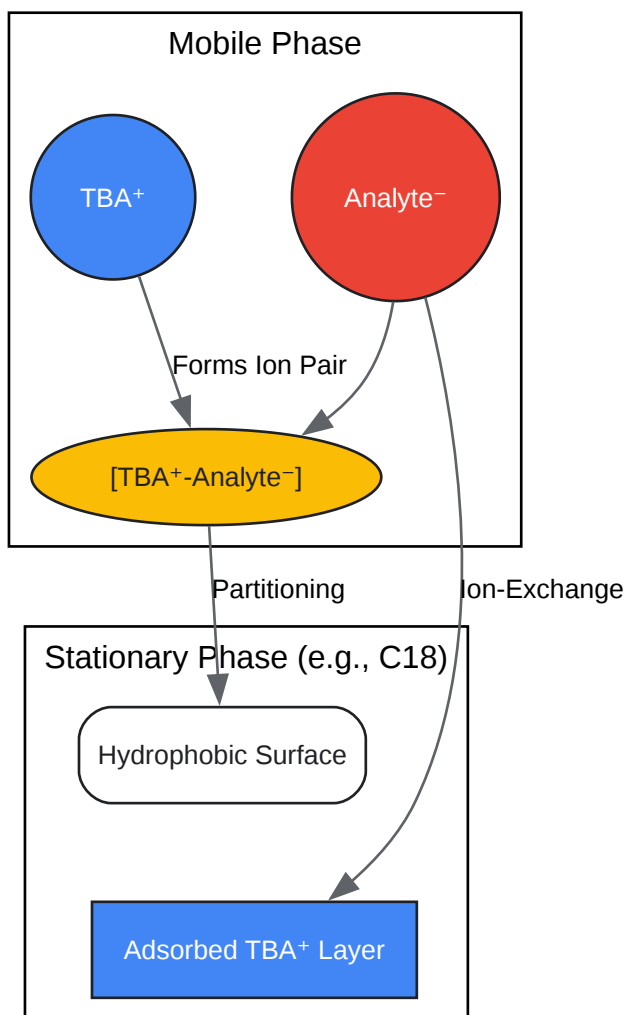 Mobile Phase
TBA⁺
Analyte⁻
Forms Ion Pair
[TBA⁺-Analyte⁻]
Partitioning
Ion-Exchange
Stationary Phase (e.g., C18)
Hydrophobic Surface
Adsorbed TBA⁺ Layer